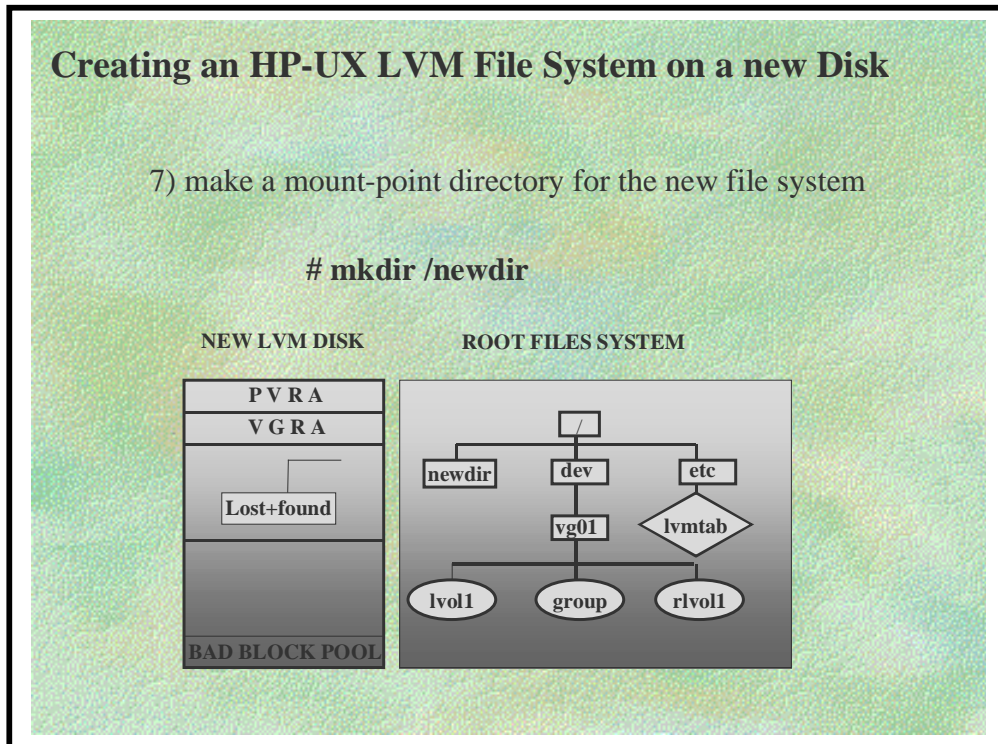 Creating an HP-UX LVM File System on a new Disk
7) make a mount-point directory for the new file system
# mkdir /newdir
NEW LVM DISK
ROOT FILES SYSTEM
P V R A
V G R A
Lost+found
BAD BLOCK POOL
/
newdir
dev
etc
vg01
lvmtab
lvol1
group
rlvol1